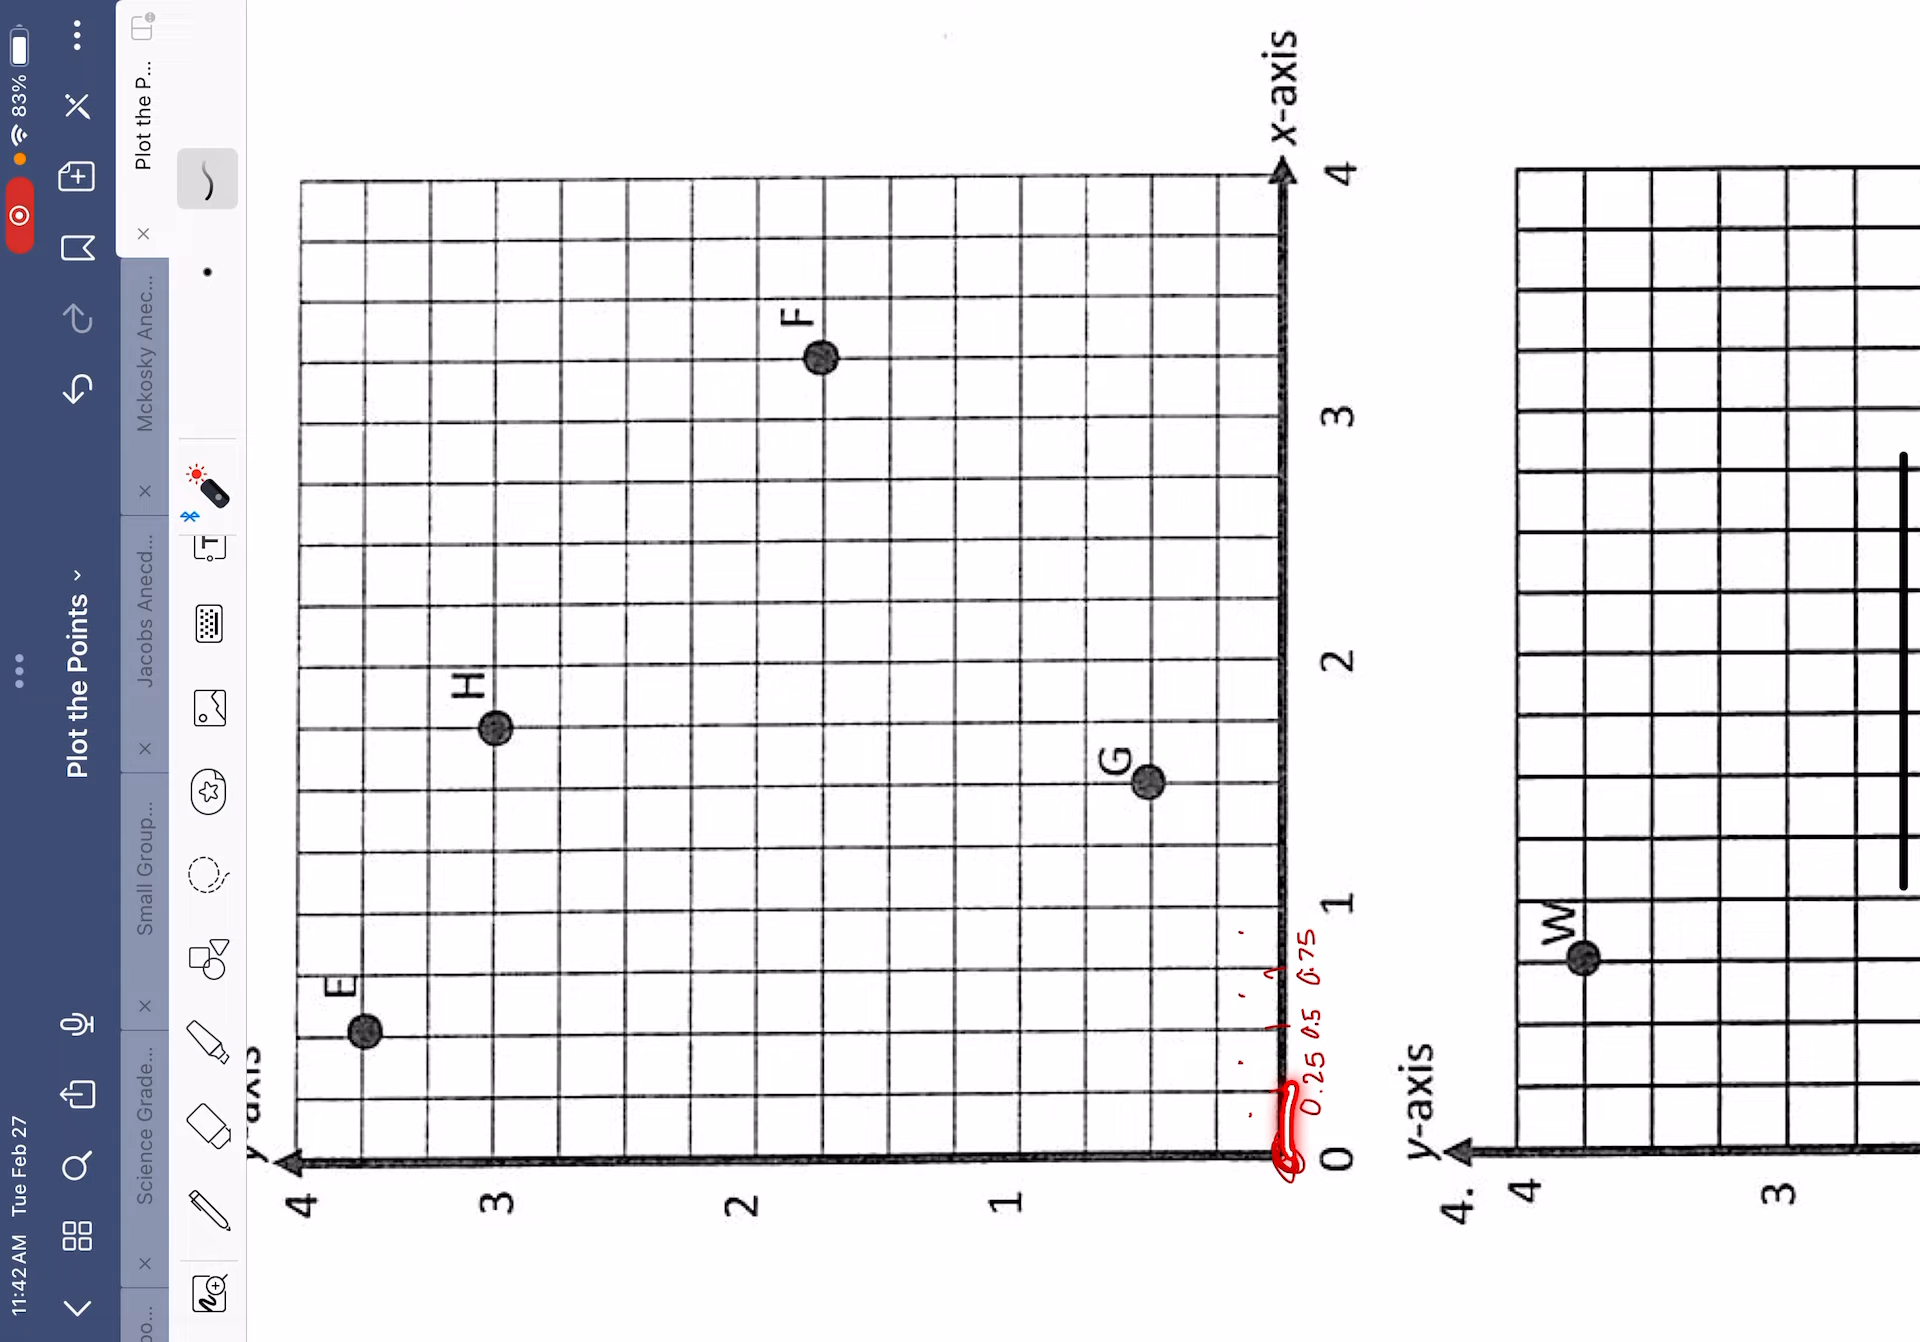 11:42 AM Tue Feb 27
83%
Plot the Points
po...
Science Grade...
Small Group...
Jacobs Anecd...
Mckosky Anec...
Plot the P...
T
y-axis
4
3
2
1
0
0.25 0.5 0.75
1
2
3
4
x-axis
E
H
F
G
4.
y-axis
4
3
W